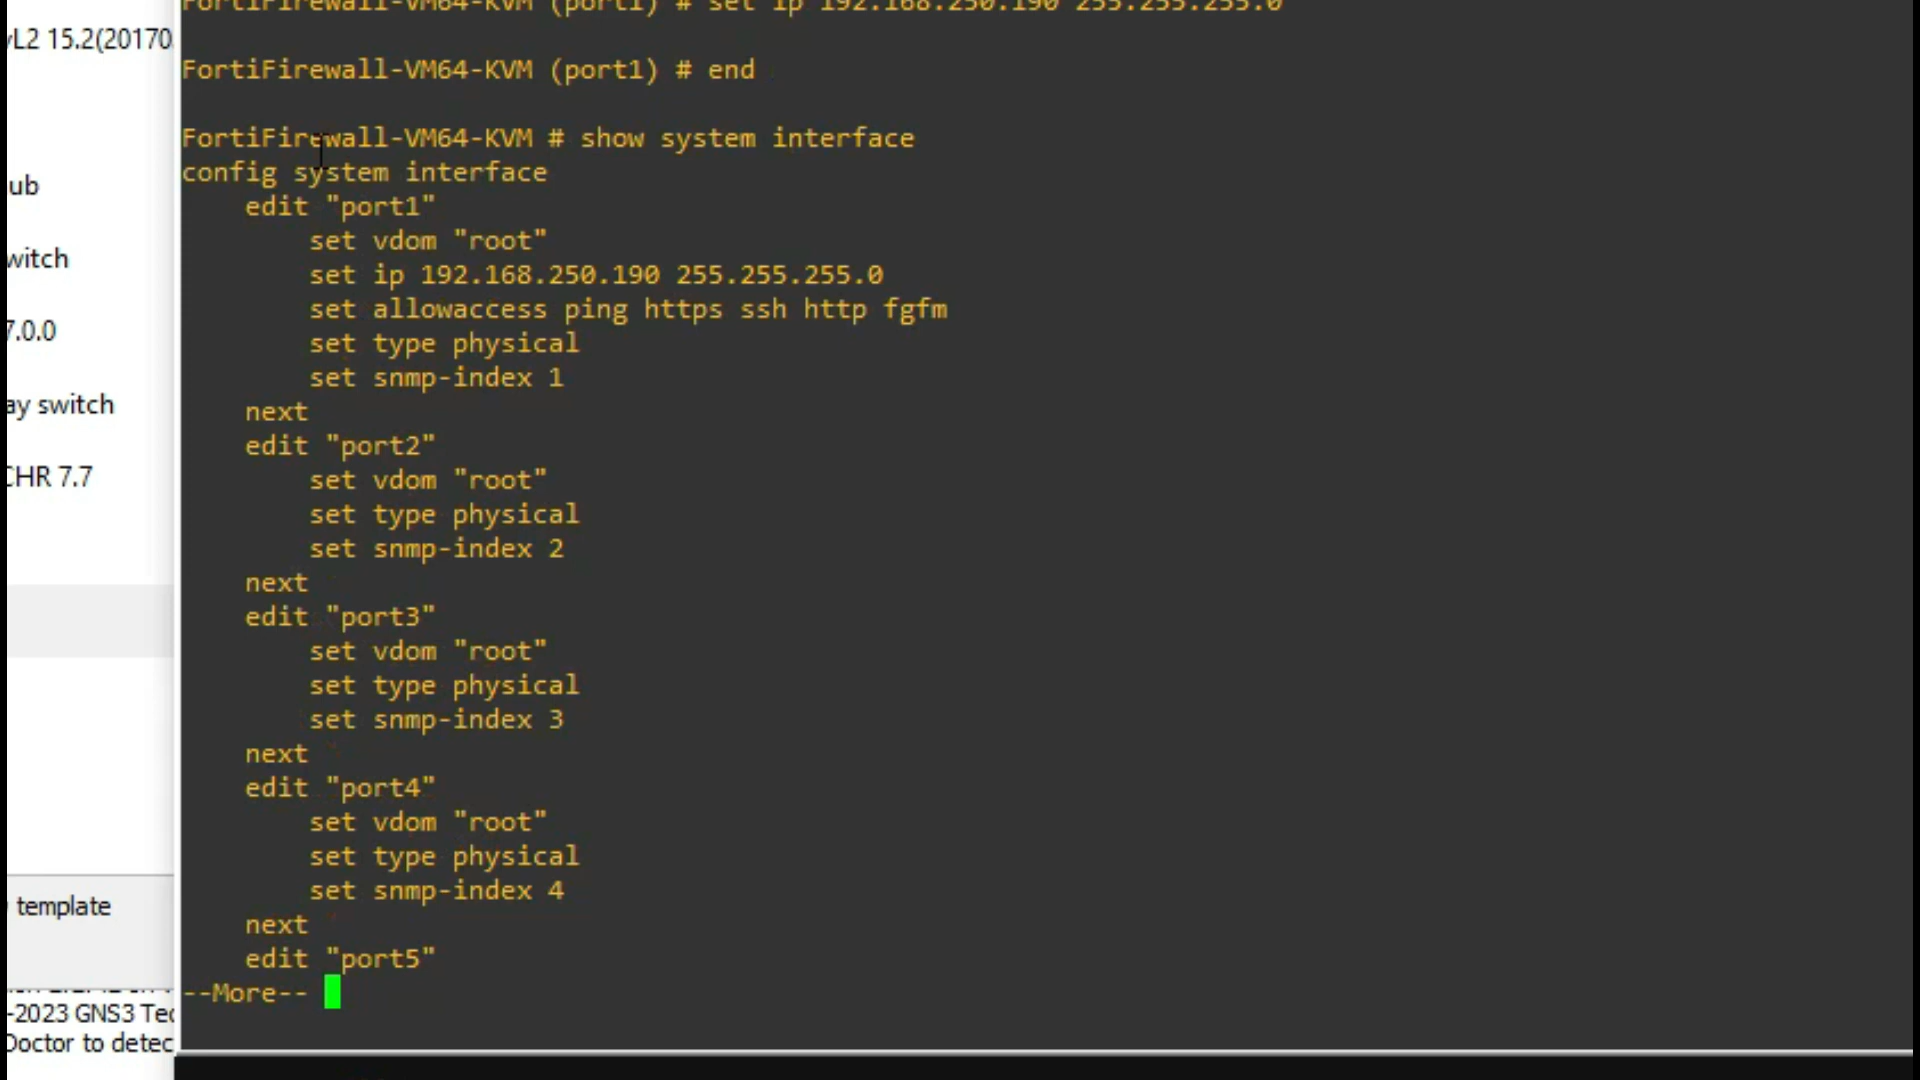 FortiFirewall-VM64-KVM (port1) # set ip 192.168.250.190 255.255.255.0
yL2 15.2(20170
FortiFirewall-VM64-KVM (port1) # end
FortiFirewall-VM64-KVM # show system interface
config system interface
ub
edit "port1"
set vdom "root"
witch
set ip 192.168.250.190 255.255.255.0
set allowaccess ping https ssh http fgfm
7.0.0
set type physical
set snmp-index 1
ay switch
next
edit "port2"
CHR 7.7
set vdom "root"
set type physical
set snmp-index 2
next
edit "port3"
set vdom "root"
set type physical
set snmp-index 3
next
edit "port4"
set vdom "root"
set type physical
set snmp-index 4
template
next
edit "port5"
--More--
-2023 GNS3 Tec
Doctor to detec